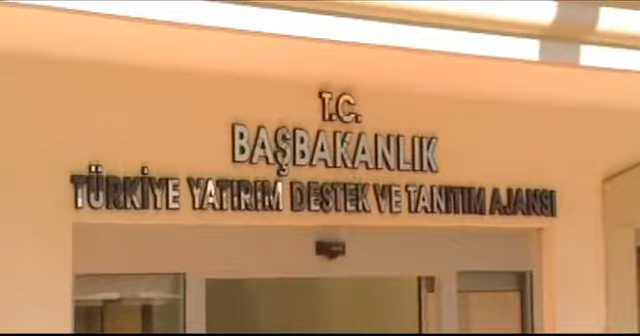 T.C.
BAŞBAKANLIK
TÜRKİYE YATIRIM DESTEK VE TANITIM AJANSI